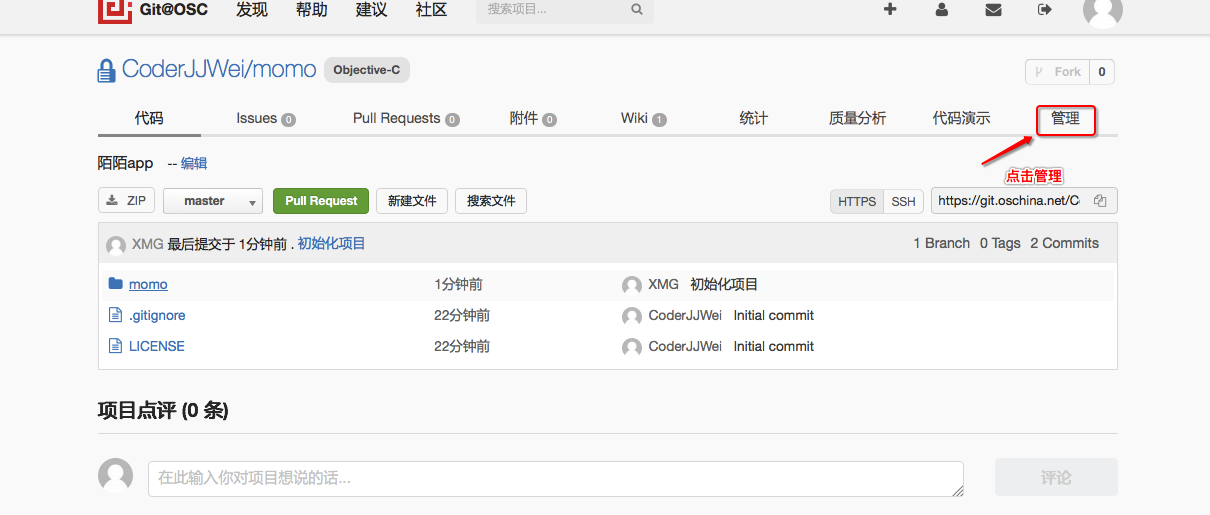 Git@OSC 发现 帮助 建议 社区 搜索项目...
CoderJJWei/momo Objective-C Fork 0
代码 Issues 0 Pull Requests 0 附件 0 Wiki 1 统计 质量分析 代码演示 管理
陌陌app -- 编辑
点击管理
ZIP master Pull Request 新建文件 搜索文件 HTTPS SSH https://git.oschina.net/C
XMG 最后提交于 1分钟前 . 初始化项目 1 Branch 0 Tags 2 Commits
momo 1分钟前 XMG 初始化项目
.gitignore 22分钟前 CoderJJWei Initial commit
LICENSE 22分钟前 CoderJJWei Initial commit
项目点评 (0 条)
在此输入你对项目想说的话... 评论